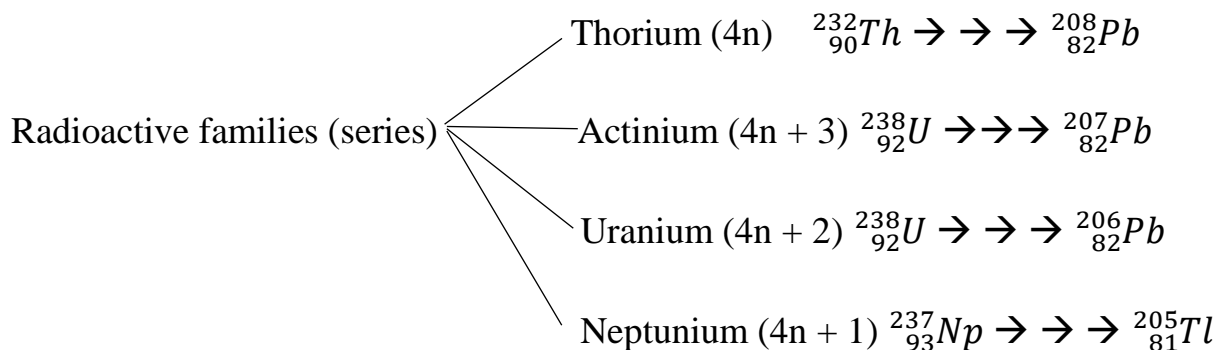 Thorium (4n) ²³²₉₀Th → → → ²⁰⁸₈₂Pb
Radioactive families (series)
Actinium (4n + 3) ²³⁸₉₂U →→→ ²⁰⁷₈₂Pb
Uranium (4n + 2) ²³⁸₉₂U → → → ²⁰⁶₈₂Pb
Neptunium (4n + 1) ²³⁷₉₃Np → → → ²⁰⁵₈₁Tl